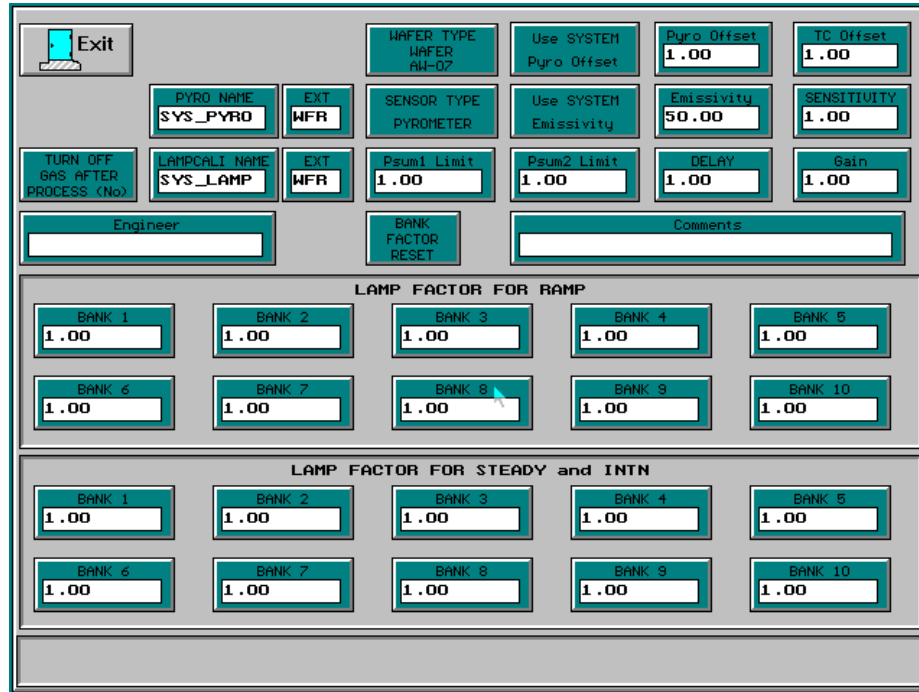 Exit
WAFER TYPE
WAFER
AW-07
Use SYSTEM
Pyro Offset
Pyro Offset
1.00
TC Offset
1.00
PYRO NAME
SYS_PYRO
EXT
WFR
SENSOR TYPE
PYROMETER
Use SYSTEM
Emissivity
Emissivity
50.00
SENSITIVITY
1.00
TURN OFF
GAS AFTER
PROCESS (No)
LAMPCALI NAME
SYS_LAMP
EXT
WFR
Psum1 Limit
1.00
Psum2 Limit
1.00
DELAY
1.00
Gain
1.00
Engineer
BANK
FACTOR
RESET
Comments
LAMP FACTOR FOR RAMP
BANK 1
1.00
BANK 2
1.00
BANK 3
1.00
BANK 4
1.00
BANK 5
1.00
BANK 6
1.00
BANK 7
1.00
BANK 8
1.00
BANK 9
1.00
BANK 10
1.00
LAMP FACTOR FOR STEADY and INTN
BANK 1
1.00
BANK 2
1.00
BANK 3
1.00
BANK 4
1.00
BANK 5
1.00
BANK 6
1.00
BANK 7
1.00
BANK 8
1.00
BANK 9
1.00
BANK 10
1.00